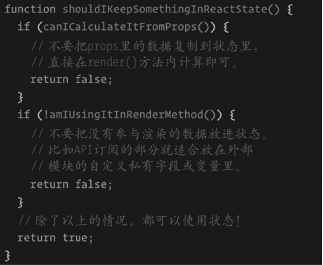 function shouldIKeepSomethingInReactState() {
  if (canICalculateItFromProps()) {
    // 不要把props里的数据复制到状态里,
    // 直接在render()方法内计算即可。
    return false;
  }
  if (!amIUsingItInRenderMethod()) {
    // 不要把没有参与渲染的数据放进状态。
    // 比如API订阅的部分就适合放在外部
    // 模块的自定义私有字段或变量里。
    return false;
  }
  // 除了以上的情况，都可以使用状态!
  return true;
}